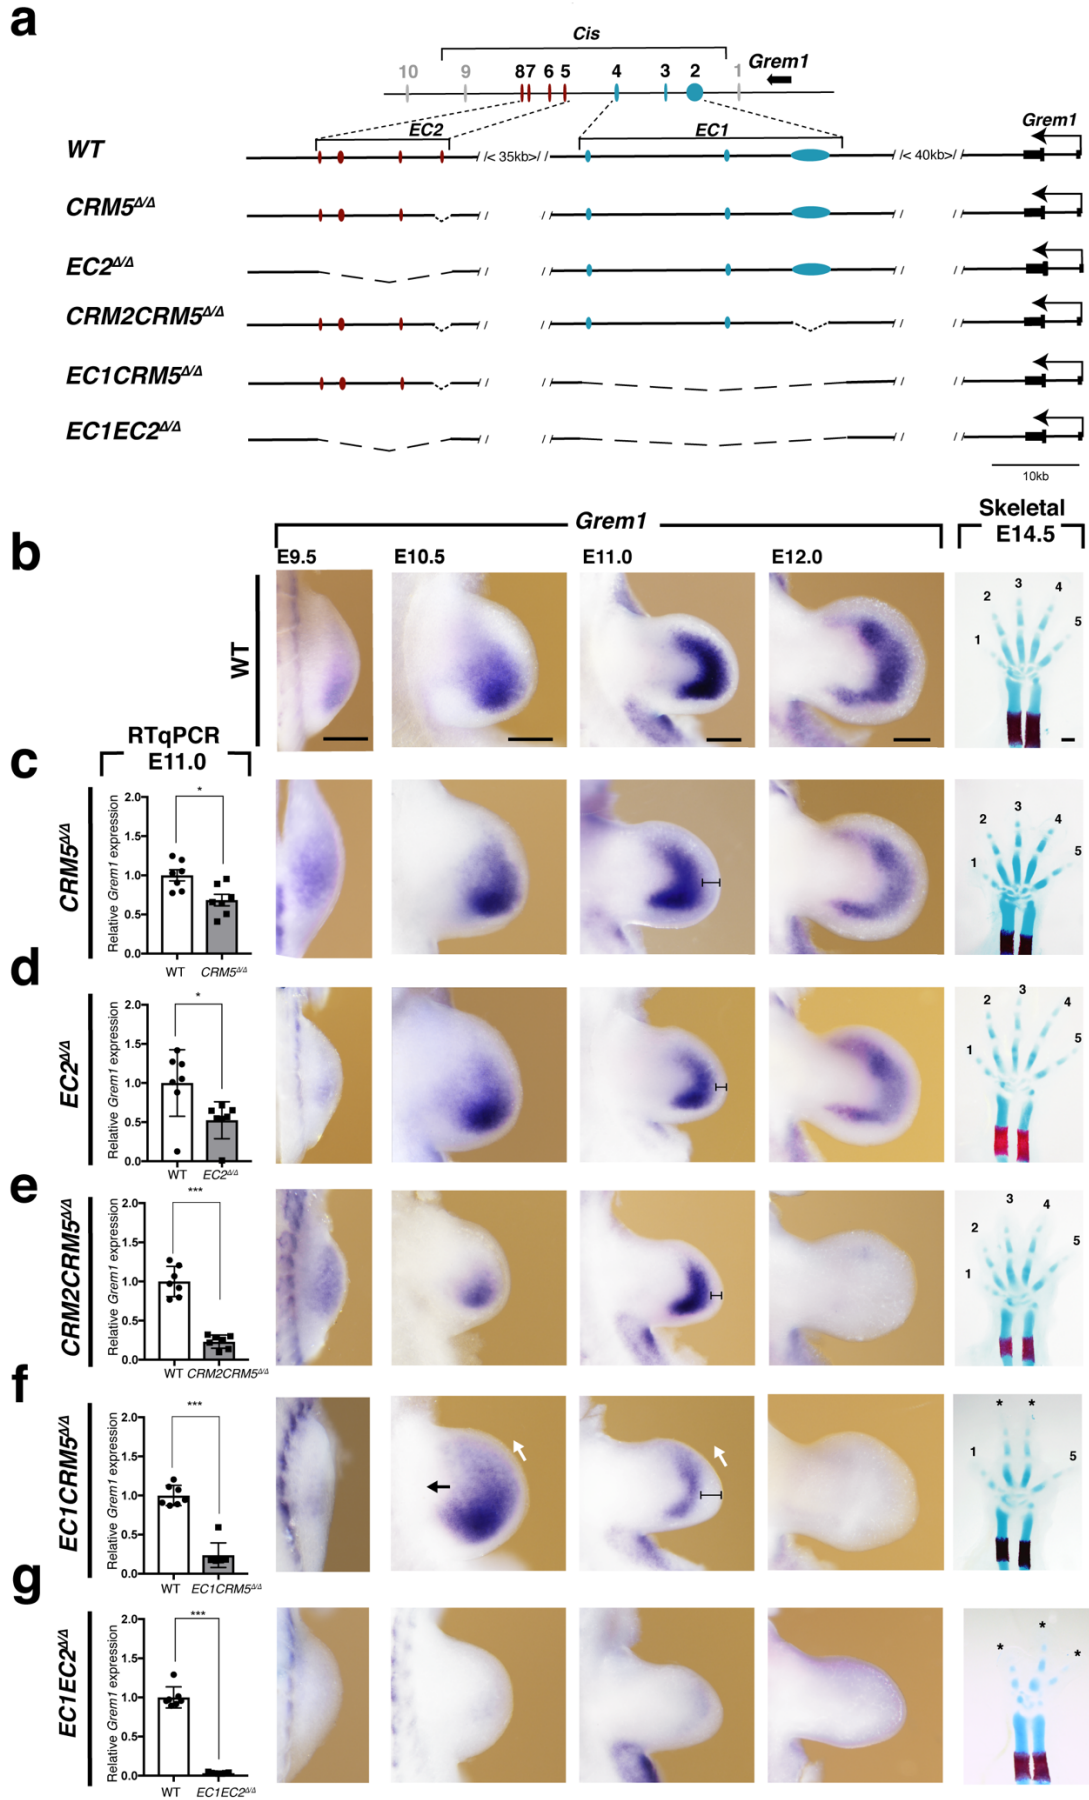 a
Cis
10 9 8 7 6 5 4 3 2 1 Grem1
EC2 EC1 Grem1
WT //< 35kb>// //< 40kb>//
CRM5Δ/Δ // // // //
EC2Δ/Δ // // // //
CRM2CRM5Δ/Δ // // // //
EC1CRM5Δ/Δ // // // //
EC1EC2Δ/Δ // // // //
10kb
Grem1 Skeletal
E14.5
b E9.5 E10.5 E11.0 E12.0
WT
1 2 3 4 5
RTqPCR
E11.0
c
CRM5Δ/Δ
Relative Grem1 expression
2.0
1.5
1.0
0.5
0.0
*
WT CRM5Δ/Δ
1 2 3 4 5
d
EC2Δ/Δ
Relative Grem1 expression
2.0
1.5
1.0
0.5
0.0
*
WT EC2Δ/Δ
1 2 3 4 5
e
CRM2CRM5Δ/Δ
Relative Grem1 expression
2.0
1.5
1.0
0.5
0.0
***
WT CRM2CRM5Δ/Δ
1 2 3 4 5
f
EC1CRM5Δ/Δ
Relative Grem1 expression
2.0
1.5
1.0
0.5
0.0
***
WT EC1CRM5Δ/Δ
1 * * 5
g
EC1EC2Δ/Δ
Relative Grem1 expression
2.0
1.5
1.0
0.5
0.0
***
WT EC1EC2Δ/Δ
* * *